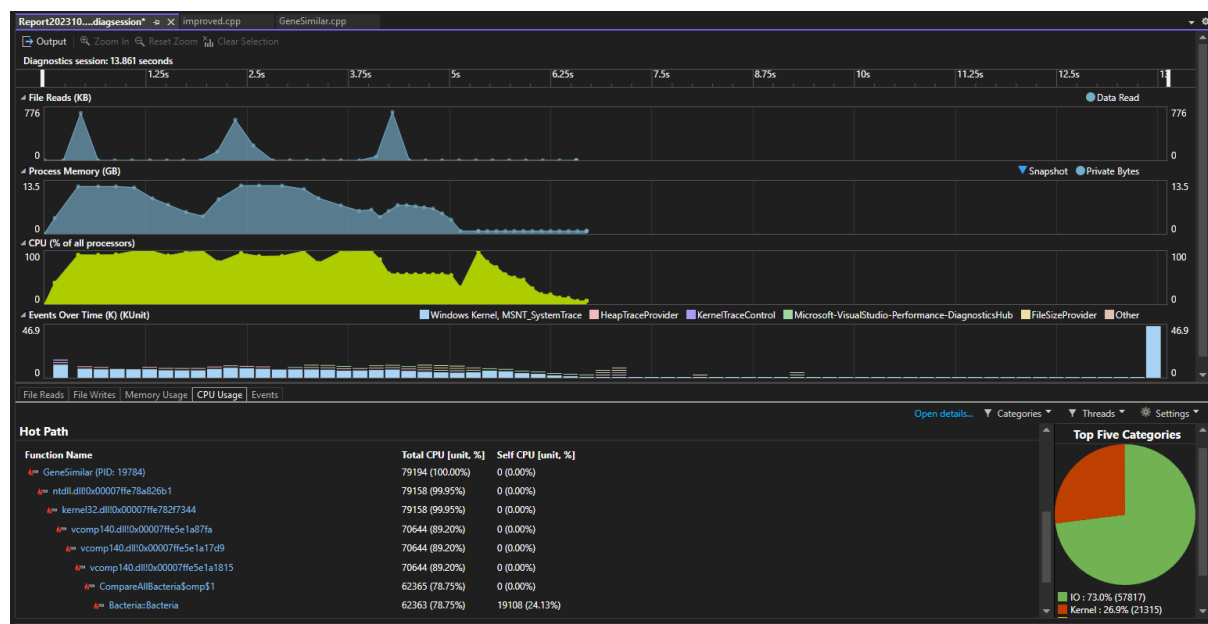 Report202310....diagsession* improved.cpp GeneSimilar.cpp
Output Zoom In Reset Zoom Clear Selection
Diagnostics session: 13.861 seconds
1.25s 2.5s 3.75s 5s 6.25s 7.5s 8.75s 10s 11.25s 12.5s
File Reads (KB) Data Read
776 776
0 0
Process Memory (GB) Snapshot Private Bytes
13.5 13.5
0 0
CPU (% of all processors)
100 100
0 0
Events Over Time (K) (KUnit) Windows Kernel, MSNT_SystemTrace HeapTraceProvider KernelTraceControl Microsoft-VisualStudio-Performance-DiagnosticsHub FileSizeProvider Other
46.9 46.9
0 0
File Reads File Writes Memory Usage CPU Usage Events
Open details... Categories Threads Settings
Hot Path Top Five Categories
Function Name Total CPU [unit, %] Self CPU [unit, %]
GeneSimilar (PID: 19784) 79194 (100.00%) 0 (0.00%)
ntdll.dll!0x00007ffe78a826b1 79158 (99.95%) 0 (0.00%)
kernel32.dll!0x00007ffe782f7344 79158 (99.95%) 0 (0.00%)
vcomp140.dll!0x00007ffe5e1a87fa 70644 (89.20%) 0 (0.00%)
vcomp140.dll!0x00007ffe5e1a17d9 70644 (89.20%) 0 (0.00%)
vcomp140.dll!0x00007ffe5e1a1815 70644 (89.20%) 0 (0.00%)
CompareAllBacteria$omp$1 62365 (78.75%) 0 (0.00%)
Bacteria::Bacteria 62363 (78.75%) 19108 (24.13%)
IO : 73.0% (57817)
Kernel : 26.9% (21315)